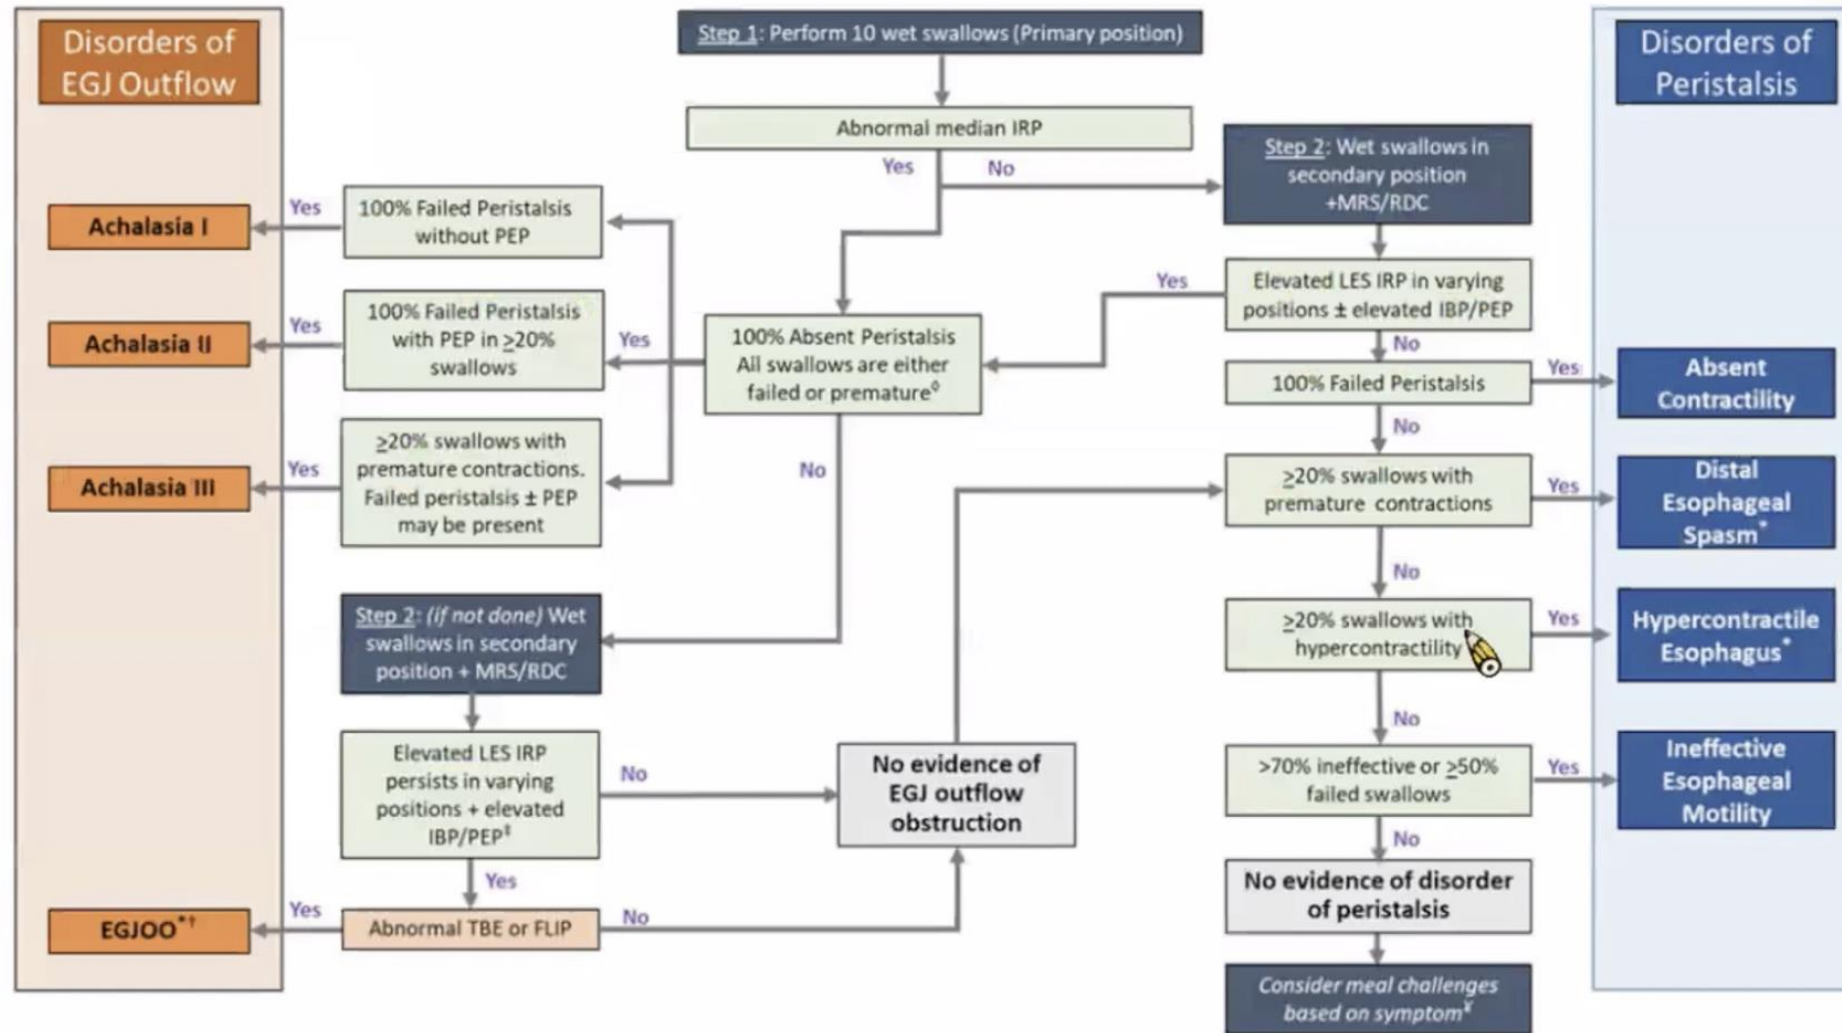 Disorders of
EGJ Outflow
Step 1: Perform 10 wet swallows (Primary position)
Disorders of
Peristalsis
Abnormal median IRP
Yes
No
Step 2: Wet swallows in
secondary position
+MRS/RDC
Achalasia I
Yes
100% Failed Peristalsis
without PEP
Yes
Elevated LES IRP in varying
positions ± elevated IBP/PEP
Achalasia II
Yes
100% Failed Peristalsis
with PEP in ≥20%
swallows
Yes
100% Absent Peristalsis
All swallows are either
failed or premature◊
No
100% Failed Peristalsis
Yes
Absent
Contractility
No
Achalasia III
Yes
≥20% swallows with
premature contractions.
Failed peristalsis ± PEP
may be present
No
≥20% swallows with
premature contractions
Yes
Distal
Esophageal
Spasm*
No
Step 2: (if not done) Wet
swallows in secondary
position + MRS/RDC
≥20% swallows with
hypercontractility
Yes
Hypercontractile
Esophagus*
No
Elevated LES IRP
persists in varying
positions + elevated
IBP/PEP‡
No
No evidence of
EGJ outflow
obstruction
>70% ineffective or ≥50%
failed swallows
Yes
Ineffective
Esophageal
Motility
Yes
No
EGJOO*†
Yes
Abnormal TBE or FLIP
No
No evidence of disorder
of peristalsis
Consider meal challenges
based on symptom¥